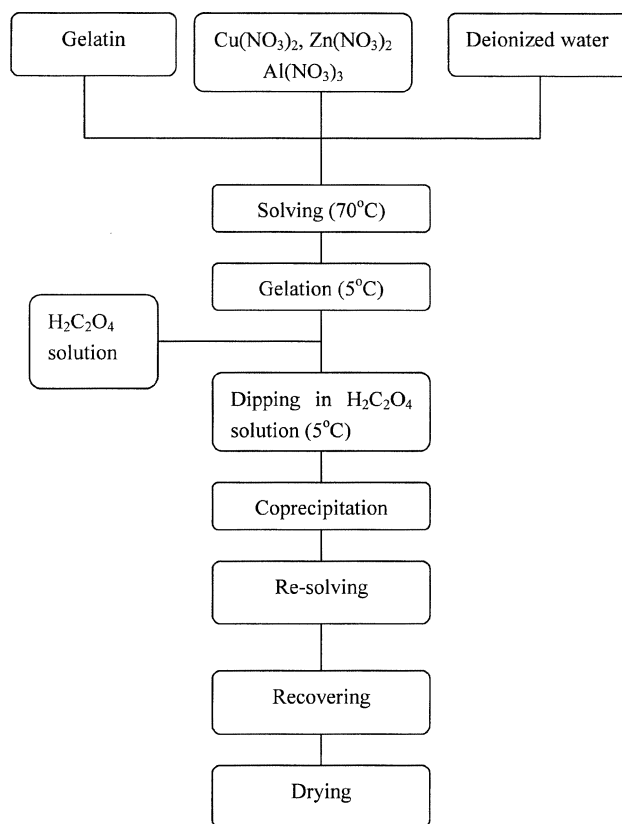 Gelatin
Cu(NO₃)₂, Zn(NO₃)₂
Al(NO₃)₃
Deionized water
Solving (70°C)
Gelation (5°C)
H₂C₂O₄
solution
Dipping in H₂C₂O₄
solution (5°C)
Coprecipitation
Re-solving
Recovering
Drying